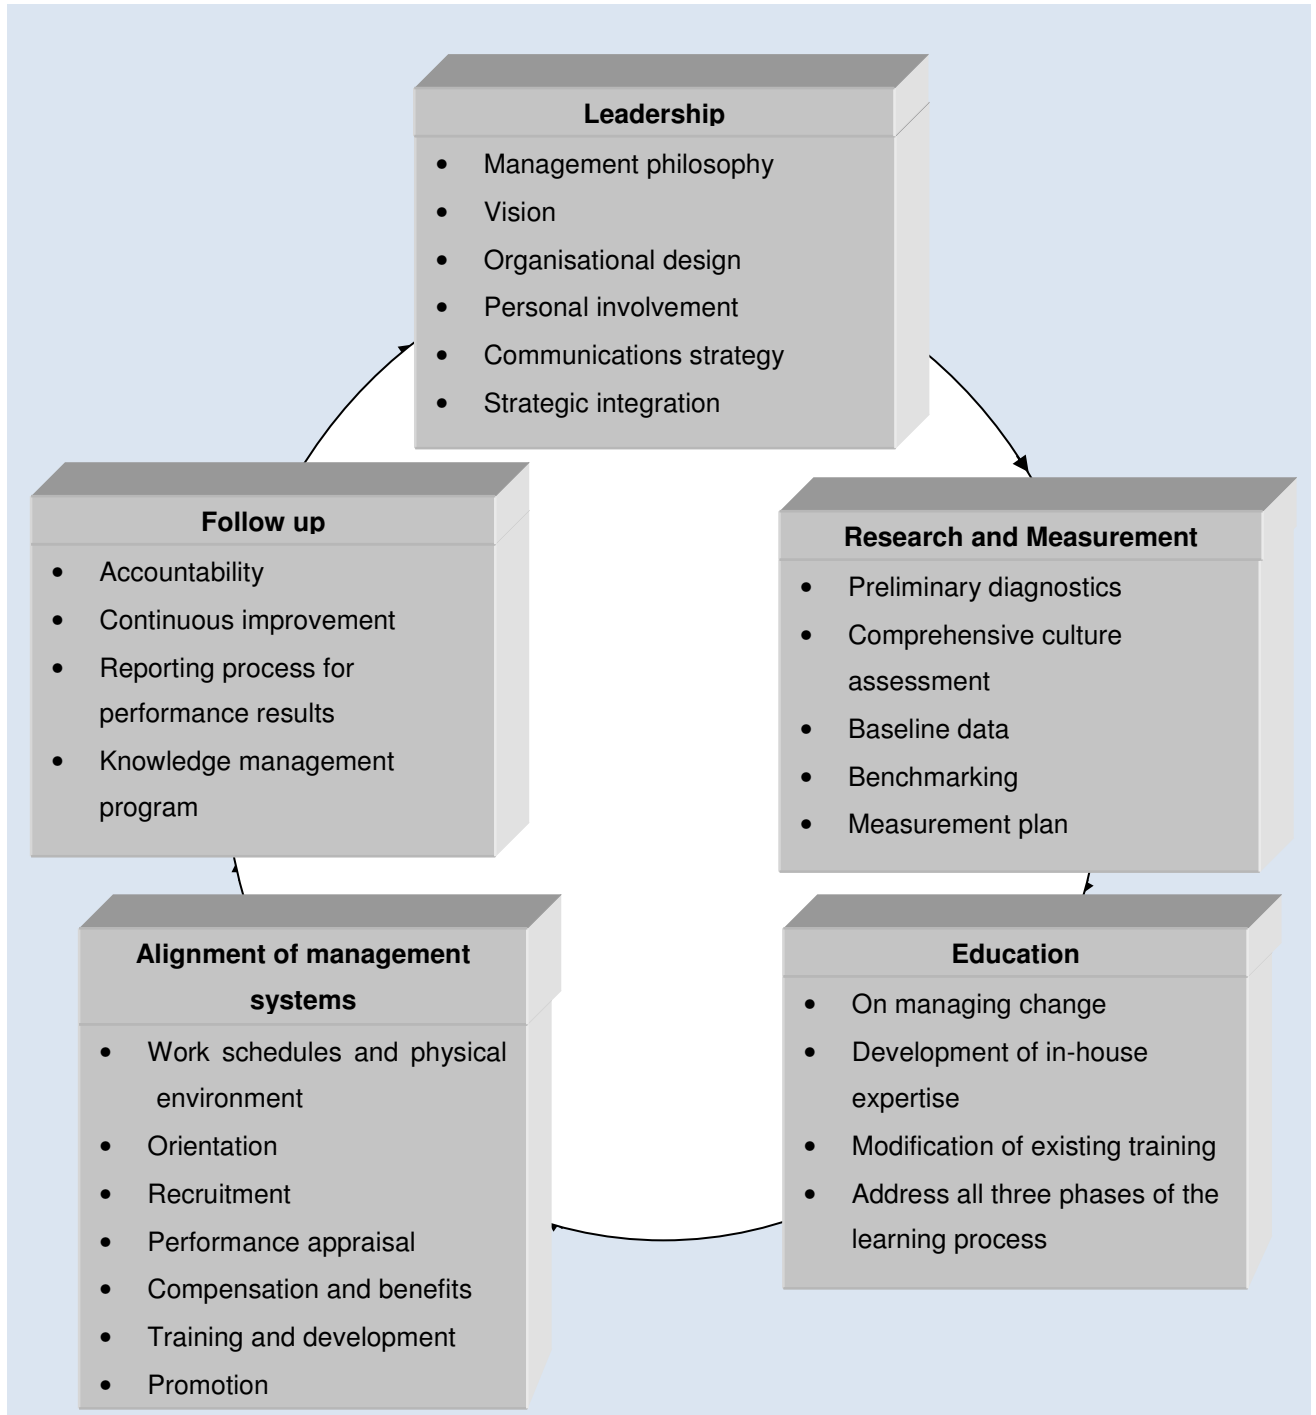 Leadership
• Management philosophy
• Vision
• Organisational design
• Personal involvement
• Communications strategy
• Strategic integration
Research and Measurement
• Preliminary diagnostics
• Comprehensive culture
assessment
• Baseline data
• Benchmarking
• Measurement plan
Education
• On managing change
• Development of in-house
expertise
• Modification of existing training
• Address all three phases of the
learning process
Alignment of management
systems
• Work schedules and physical
environment
• Orientation
• Recruitment
• Performance appraisal
• Compensation and benefits
• Training and development
• Promotion
Follow up
• Accountability
• Continuous improvement
• Reporting process for
performance results
• Knowledge management
program